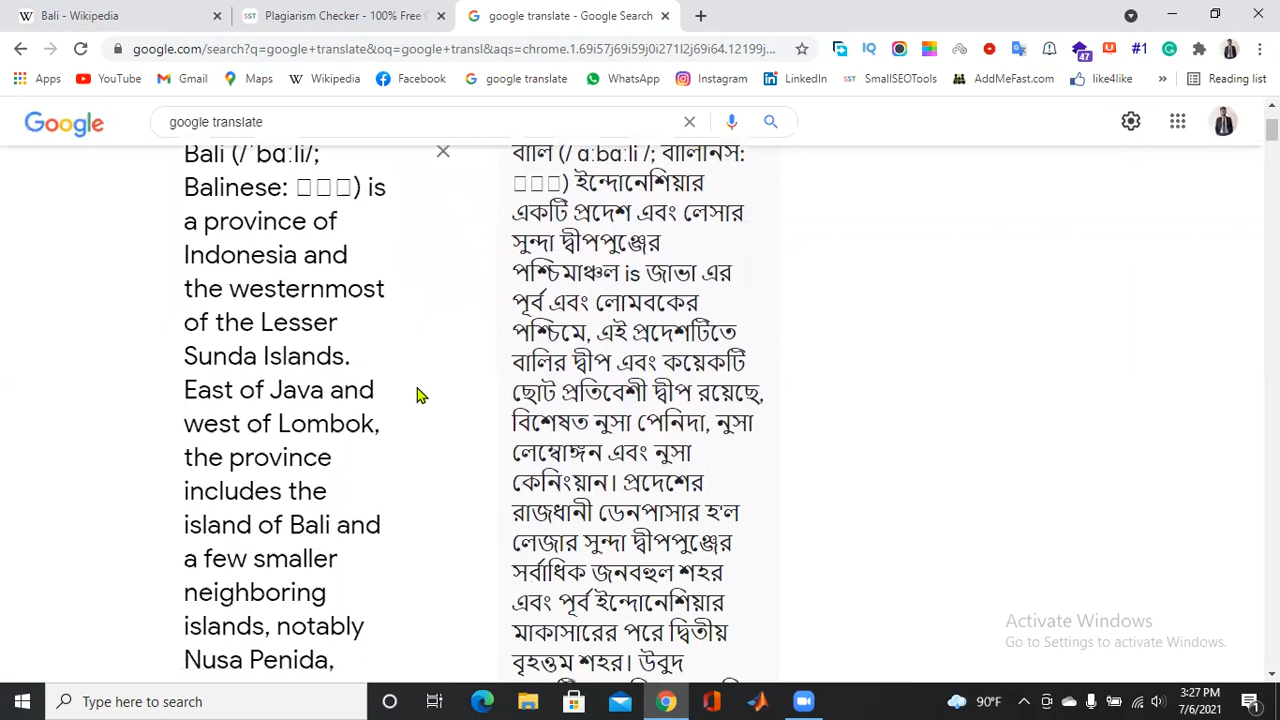 Bali - Wikipedia
Plagiarism Checker - 100% Free
google translate - Google Search
google.com/search?q=google+translate&oq=google+transl&aqs=chrome.1.69i57j69i59j0i271l2j69i64.12199j...
47
#1
Apps
YouTube
Gmail
Maps
Wikipedia
Facebook
google translate
WhatsApp
Instagram
LinkedIn
SmallSEOTools
AddMeFast.com
like4like
»
Reading list
Google
google translate
Bali (/ˈbɑːli/;
Balinese: □□□) is
a province of
Indonesia and
the westernmost
of the Lesser
Sunda Islands.
East of Java and
west of Lombok,
the province
includes the
island of Bali and
a few smaller
neighboring
islands, notably
Nusa Penida,
বালি (/ ɑːbɑːli /; বালিনিস:
□□□) ইন্দোনেশিয়ার
একটি প্রদেশ এবং লেসার
সুন্দা দ্বীপপুঞ্জের
পশ্চিমাঞ্চল is জাভা এর
পূর্ব এবং লোমবকের
পশ্চিমে, এই প্রদেশটিতে
বালির দ্বীপ এবং কয়েকটি
ছোট প্রতিবেশী দ্বীপ রয়েছে,
বিশেষত নুসা পেনিদা, নুসা
লেম্বোঙ্গন এবং নুসা
কেনিংয়ান। প্রদেশের
রাজধানী ডেনপাসার হ'ল
লেজার সুন্দা দ্বীপপুঞ্জের
সর্বাধিক জনবহুল শহর
এবং পূর্ব ইন্দোনেশিয়ার
মাকাসারের পরে দ্বিতীয়
বৃহত্তম শহর। উবুদ
Activate Windows
Go to Settings to activate Windows.
Type here to search
90°F
3:27 PM
7/6/2021
1